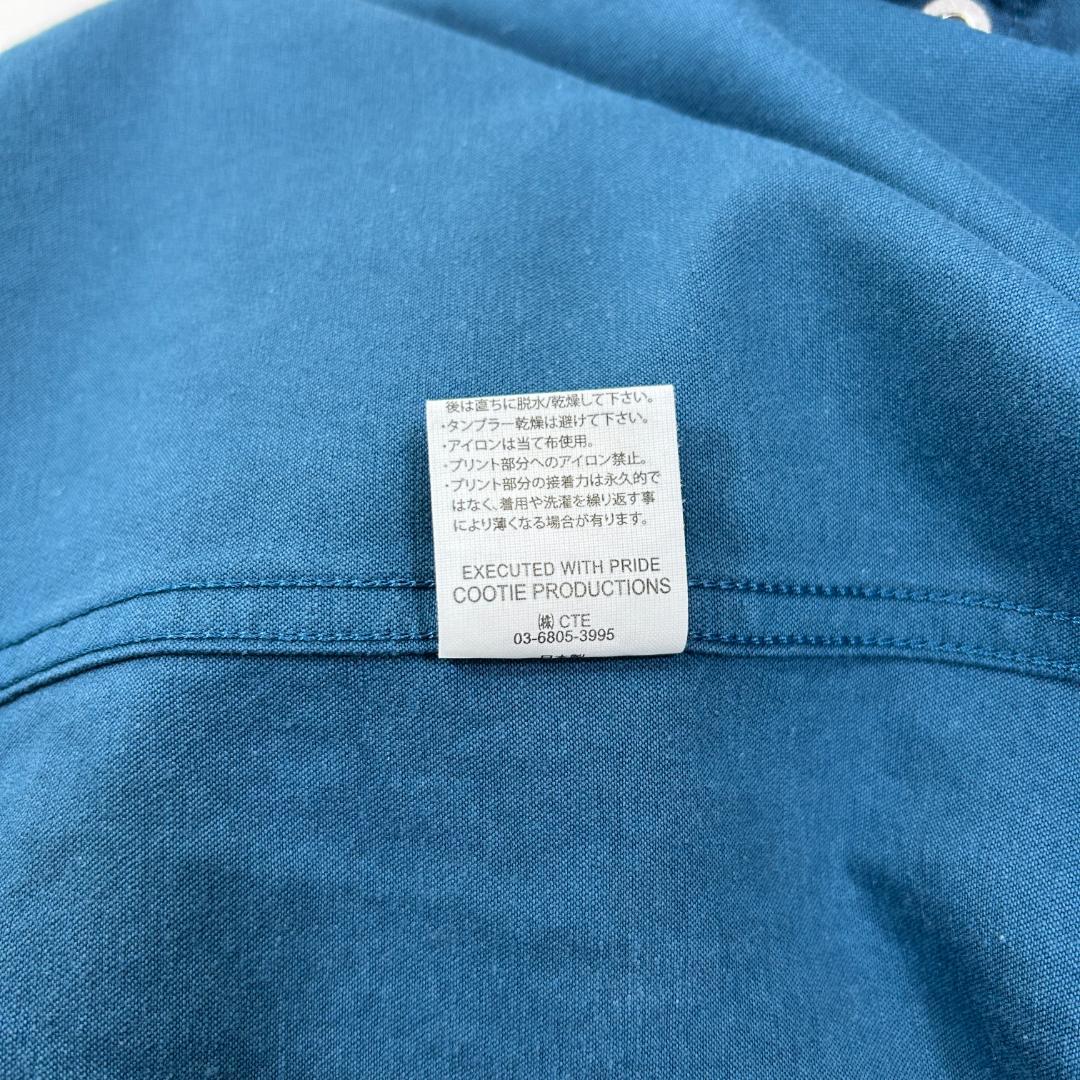 後は直ちに脱水/乾燥して下さい。
・タンブラー乾燥は避けて下さい。
・アイロンは当て布使用。
・プリント部分へのアイロン禁止。
・プリント部分の接着力は永久的で
はなく、着用や洗濯を繰り返す事
により薄くなる場合が有ります。
EXECUTED WITH PRIDE
COOTIE PRODUCTIONS
㈱ CTE
03-6805-3995
日本製